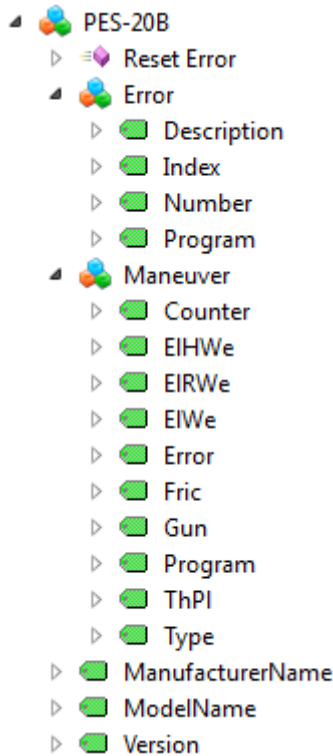 PES-20B
Reset Error
Error
Description
Index
Number
Program
Maneuver
Counter
ElHWe
ElRWe
ElWe
Error
Fric
Gun
Program
ThPl
Type
ManufacturerName
ModelName
Version